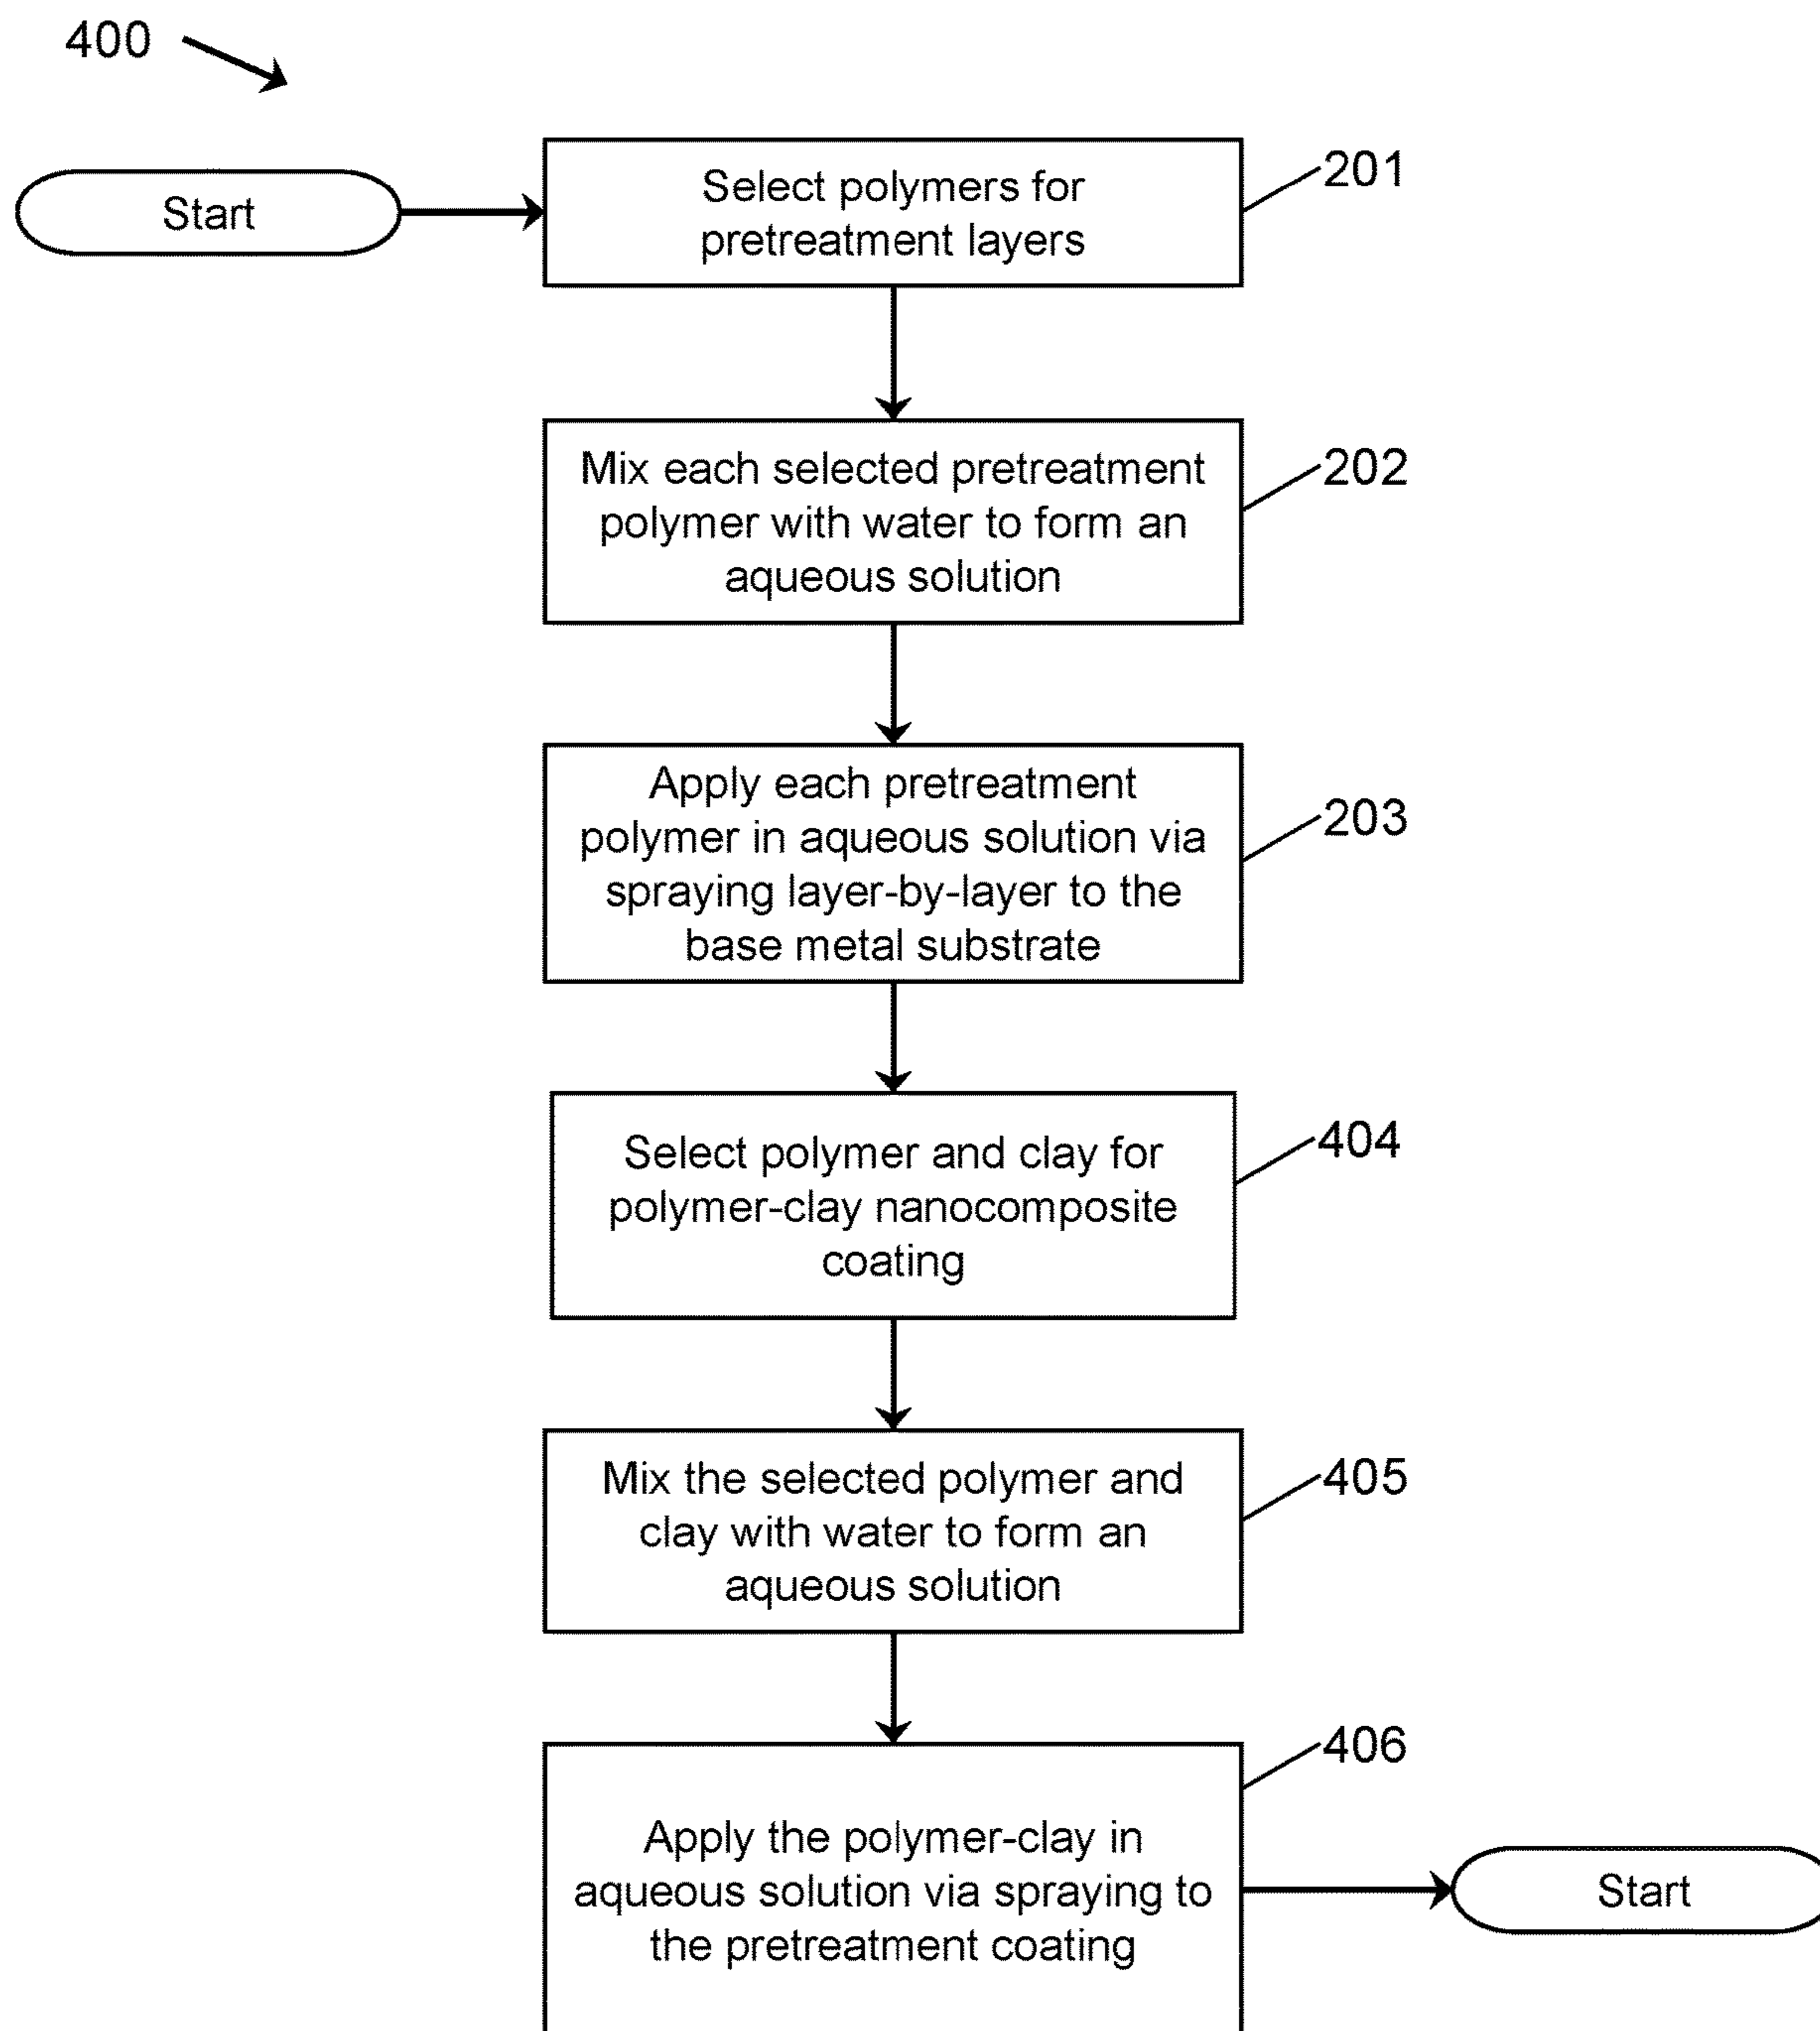 400
Start
Select polymers for
pretreatment layers
201
Mix each selected pretreatment
polymer with water to form an
aqueous solution
202
Apply each pretreatment
polymer in aqueous solution via
spraying layer-by-layer to the
base metal substrate
203
Select polymer and clay for
polymer-clay nanocomposite
coating
404
Mix the selected polymer and
clay with water to form an
aqueous solution
405
Apply the polymer-clay in
aqueous solution via spraying to
the pretreatment coating
406
Start